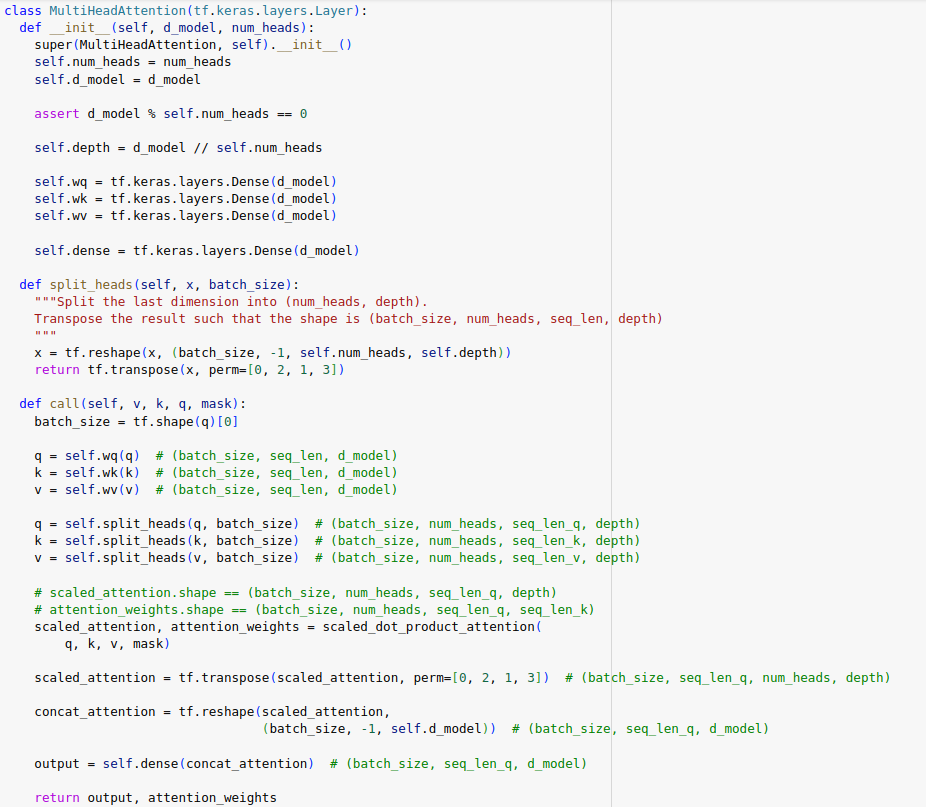 class MultiHeadAttention(tf.keras.layers.Layer):
  def __init__(self, d_model, num_heads):
    super(MultiHeadAttention, self).__init__()
    self.num_heads = num_heads
    self.d_model = d_model

    assert d_model % self.num_heads == 0

    self.depth = d_model // self.num_heads

    self.wq = tf.keras.layers.Dense(d_model)
    self.wk = tf.keras.layers.Dense(d_model)
    self.wv = tf.keras.layers.Dense(d_model)

    self.dense = tf.keras.layers.Dense(d_model)

  def split_heads(self, x, batch_size):
    """Split the last dimension into (num_heads, depth).
    Transpose the result such that the shape is (batch_size, num_heads, seq_len, depth)
    """
    x = tf.reshape(x, (batch_size, -1, self.num_heads, self.depth))
    return tf.transpose(x, perm=[0, 2, 1, 3])

  def call(self, v, k, q, mask):
    batch_size = tf.shape(q)[0]

    q = self.wq(q)  # (batch_size, seq_len, d_model)
    k = self.wk(k)  # (batch_size, seq_len, d_model)
    v = self.wv(v)  # (batch_size, seq_len, d_model)

    q = self.split_heads(q, batch_size)  # (batch_size, num_heads, seq_len_q, depth)
    k = self.split_heads(k, batch_size)  # (batch_size, num_heads, seq_len_k, depth)
    v = self.split_heads(v, batch_size)  # (batch_size, num_heads, seq_len_v, depth)

    # scaled_attention.shape == (batch_size, num_heads, seq_len_q, depth)
    # attention_weights.shape == (batch_size, num_heads, seq_len_q, seq_len_k)
    scaled_attention, attention_weights = scaled_dot_product_attention(
        q, k, v, mask)

    scaled_attention = tf.transpose(scaled_attention, perm=[0, 2, 1, 3])  # (batch_size, seq_len_q, num_heads, depth)

    concat_attention = tf.reshape(scaled_attention,
                                  (batch_size, -1, self.d_model))  # (batch_size, seq_len_q, d_model)

    output = self.dense(concat_attention)  # (batch_size, seq_len_q, d_model)

    return output, attention_weights